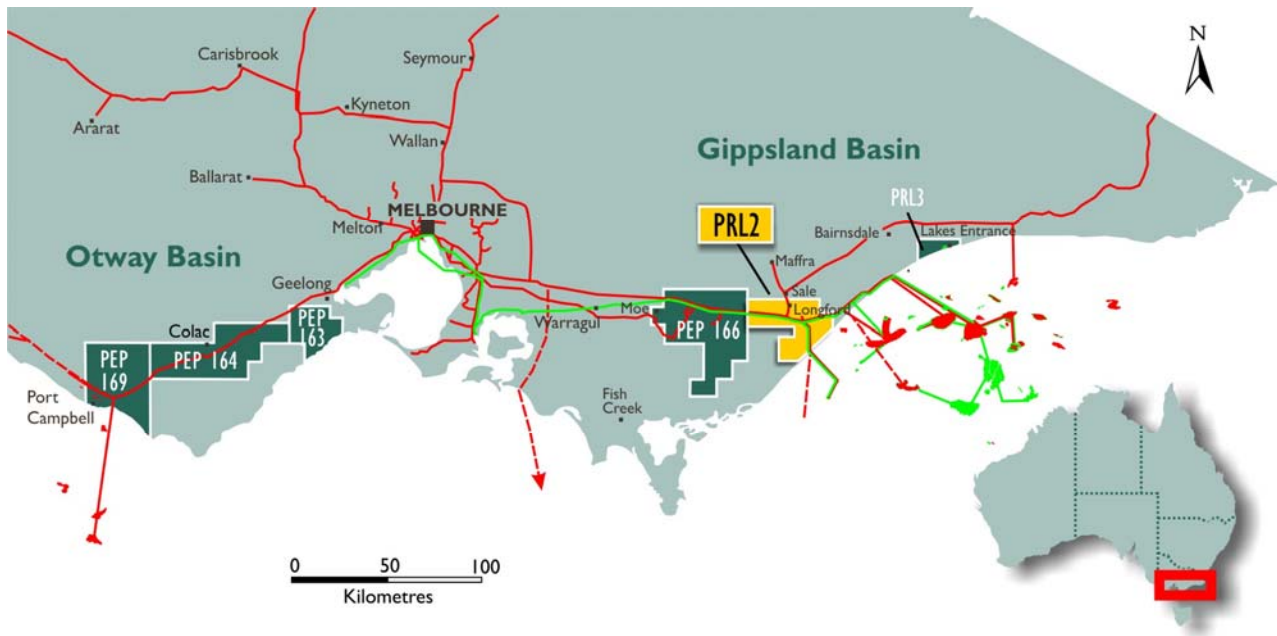 N
Carisbrook
Seymour
Kyneton
Ararat
Wallan
Gippsland Basin
Ballarat
PRL3
MELBOURNE
PRL2
Melton
Bairnsdale
Lakes Entrance
Otway Basin
Maffra
Geelong
Sale
Longford
Moe
Warragul
PEP
163
Colac
PEP 166
PEP 164
PEP
169
Port
Campbell
Fish
Creek
0 50 100
Kilometres